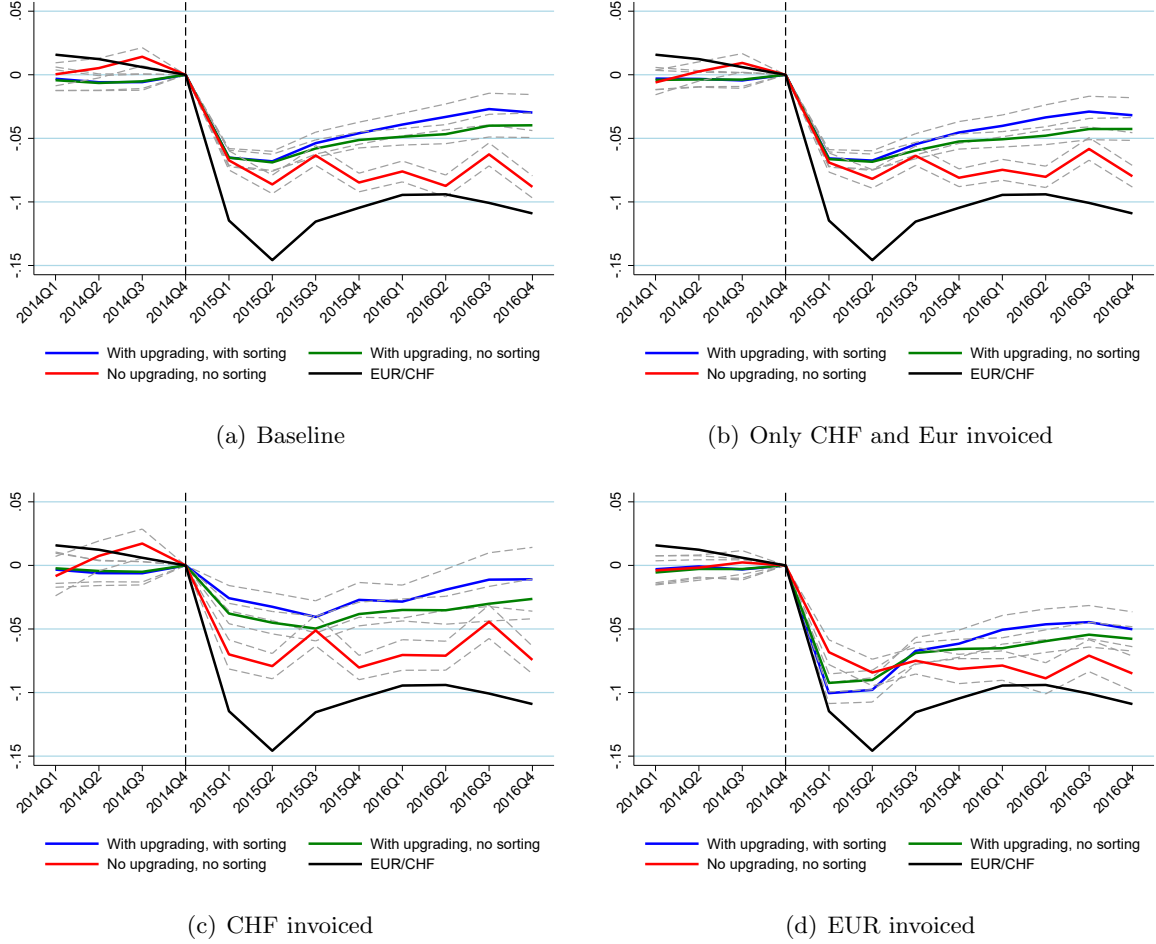 .05
0
-.05
-.1
-.15
2014Q1 2014Q2 2014Q3 2014Q4 2015Q1 2015Q2 2015Q3 2015Q4 2016Q1 2016Q2 2016Q3 2016Q4
With upgrading, with sorting With upgrading, no sorting
No upgrading, no sorting EUR/CHF
(a) Baseline
.05
0
-.05
-.1
-.15
2014Q1 2014Q2 2014Q3 2014Q4 2015Q1 2015Q2 2015Q3 2015Q4 2016Q1 2016Q2 2016Q3 2016Q4
With upgrading, with sorting With upgrading, no sorting
No upgrading, no sorting EUR/CHF
(b) Only CHF and Eur invoiced
.05
0
-.05
-.1
-.15
2014Q1 2014Q2 2014Q3 2014Q4 2015Q1 2015Q2 2015Q3 2015Q4 2016Q1 2016Q2 2016Q3 2016Q4
With upgrading, with sorting With upgrading, no sorting
No upgrading, no sorting EUR/CHF
(c) CHF invoiced
.05
0
-.05
-.1
-.15
2014Q1 2014Q2 2014Q3 2014Q4 2015Q1 2015Q2 2015Q3 2015Q4 2016Q1 2016Q2 2016Q3 2016Q4
With upgrading, with sorting With upgrading, no sorting
No upgrading, no sorting EUR/CHF
(d) EUR invoiced